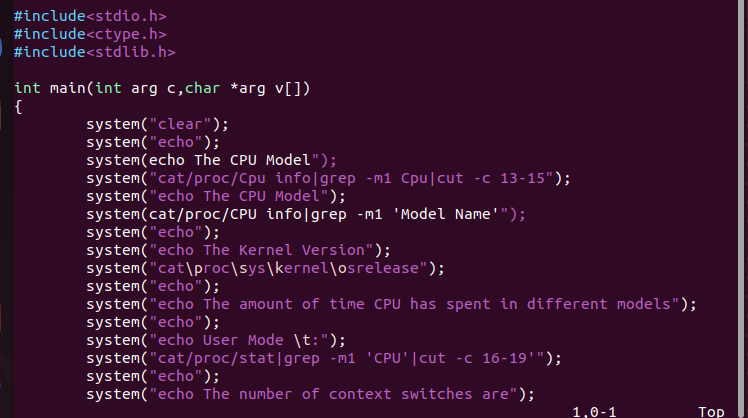 #include<stdio.h>
#include<ctype.h>
#include<stdlib.h>
int main(int arg c,char *arg v[])
{
system("clear");
system("echo");
system(echo The CPU Model");
system("cat/proc/Cpu info|grep -m1 Cpu|cut -c 13-15");
system("echo The CPU Model");
system(cat/proc/CPU info|grep -m1 'Model Name'");
system("echo");
system("echo The Kernel Version");
system("cat\proc\sys\kernel\osrelease");
system("echo");
system("echo The amount of time CPU has spent in different models");
system("echo");
system("echo User Mode \t:");
system("cat/proc/stat|grep -m1 'CPU'|cut -c 16-19'");
system("echo");
system("echo The number of context switches are");
1,0-1 Top